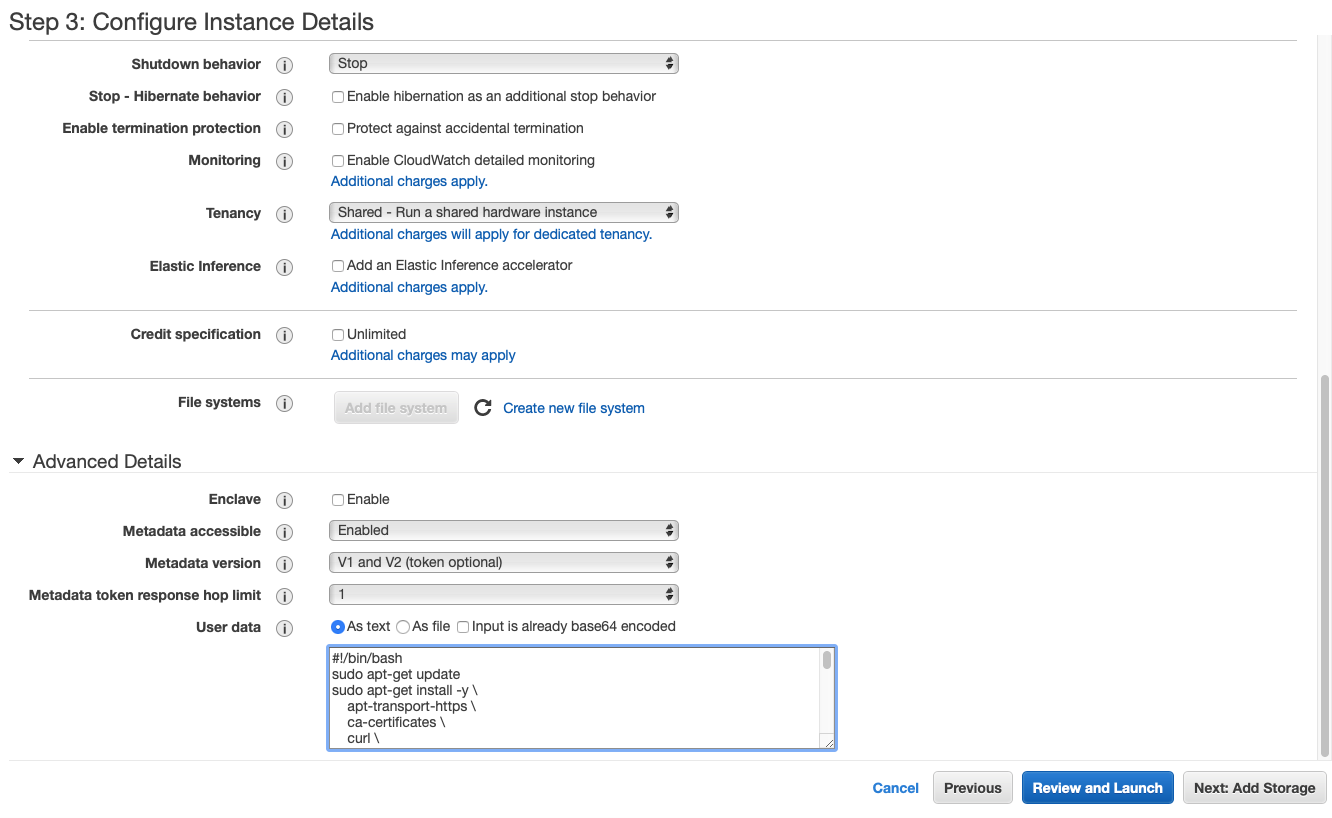 Step 3: Configure Instance Details
Shutdown behavior i Stop
Stop - Hibernate behavior i Enable hibernation as an additional stop behavior
Enable termination protection i Protect against accidental termination
Monitoring i Enable CloudWatch detailed monitoring
Additional charges apply.
Tenancy i Shared - Run a shared hardware instance
Additional charges will apply for dedicated tenancy.
Elastic Inference i Add an Elastic Inference accelerator
Additional charges apply.
Credit specification i Unlimited
Additional charges may apply
File systems i Add file system Create new file system
Advanced Details
Enclave i Enable
Metadata accessible i Enabled
Metadata version i V1 and V2 (token optional)
Metadata token response hop limit i 1
User data i As text As file Input is already base64 encoded
#!/bin/bash
sudo apt-get update
sudo apt-get install -y \
apt-transport-https \
ca-certificates \
curl \
Cancel Previous Review and Launch Next: Add Storage